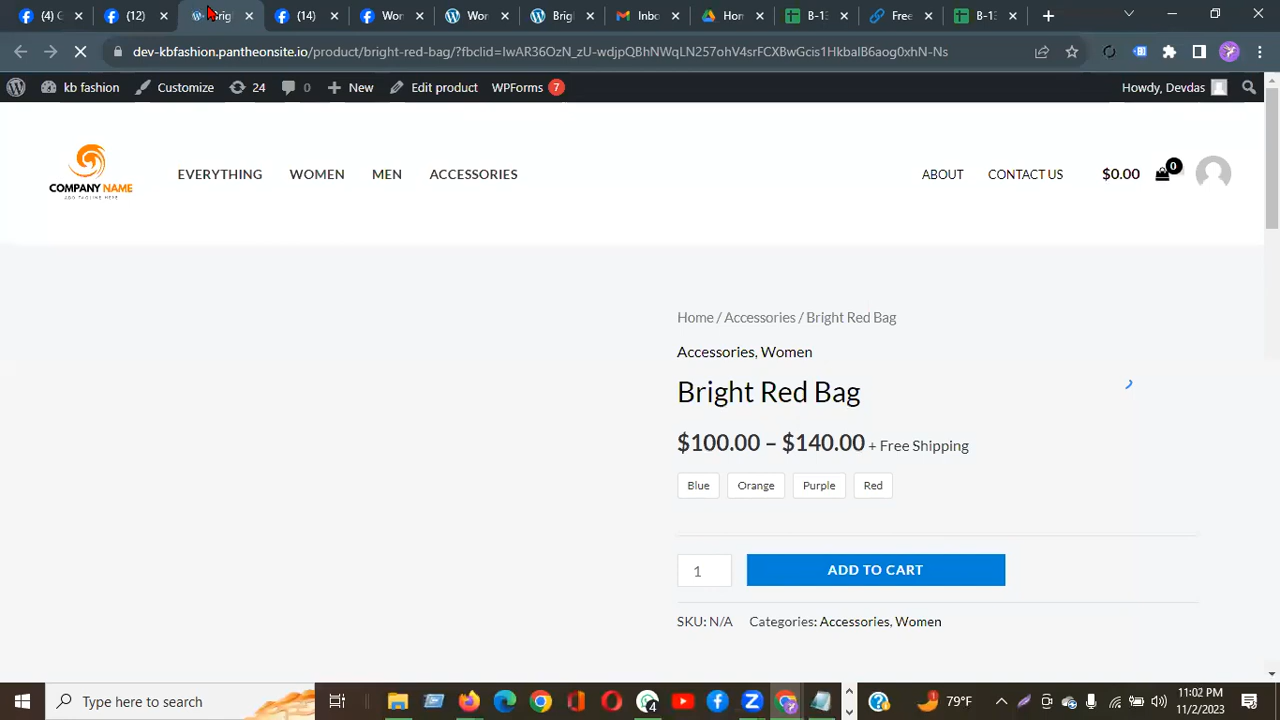 (4) (
(12)
Brigh
(14)
Wor
Wor
Brig
Inbo
Hon
B-1
Free
B-1
dev-kbfashion.pantheonsite.io/product/bright-red-bag/?fbclid=IwAR36OzN_zU-wdjpQBhNWqLN257ohV4srFCXBwGcis1HkbalB6aog0xhN-Ns
kb fashion
Customize
24
0
New
Edit product
WPForms 7
Howdy, Devdas
COMPANY NAME
ADD TAGLINE HERE
EVERYTHING
WOMEN
MEN
ACCESSORIES
ABOUT
CONTACT US
$0.00
0
Home / Accessories / Bright Red Bag
Accessories, Women
Bright Red Bag
$100.00 – $140.00 + Free Shipping
Blue
Orange
Purple
Red
1
ADD TO CART
SKU: N/A Categories: Accessories, Women
Type here to search
79°F
11:02 PM
11/2/2023